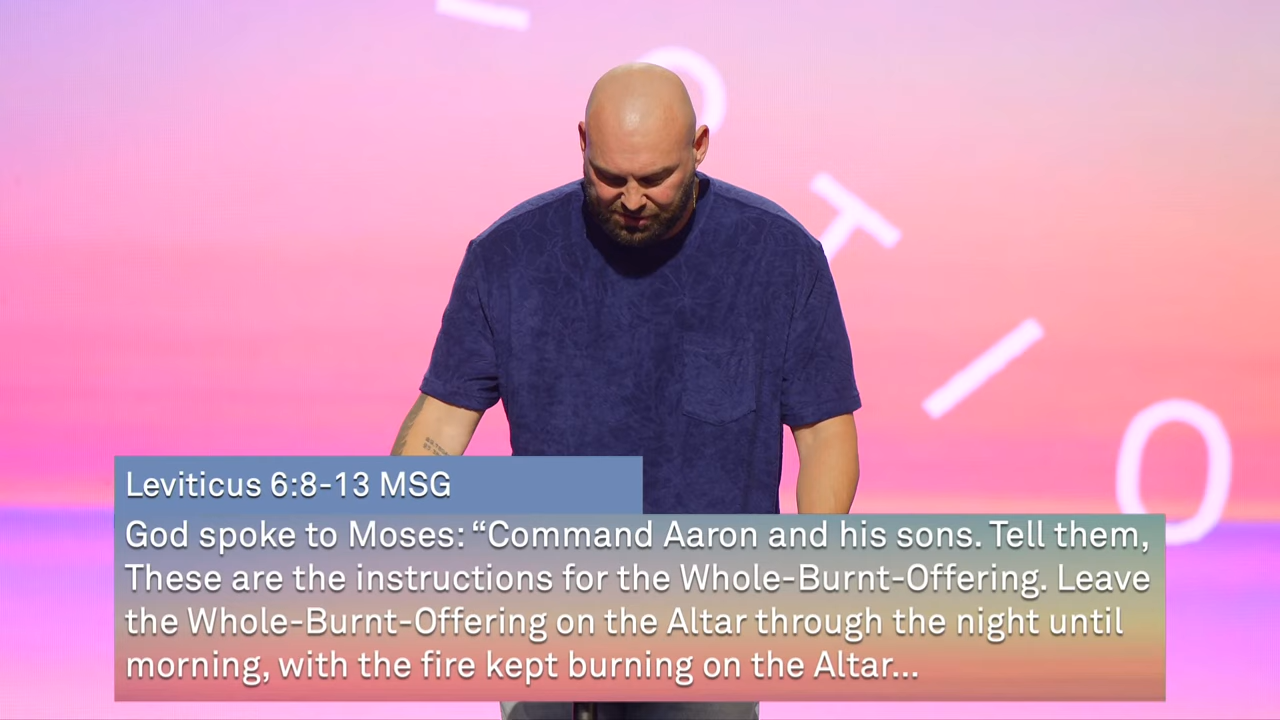 O
T
I
O
Leviticus 6:8-13 MSG
God spoke to Moses: “Command Aaron and his sons. Tell them,
These are the instructions for the Whole-Burnt-Offering. Leave
the Whole-Burnt-Offering on the Altar through the night until
morning, with the fire kept burning on the Altar...